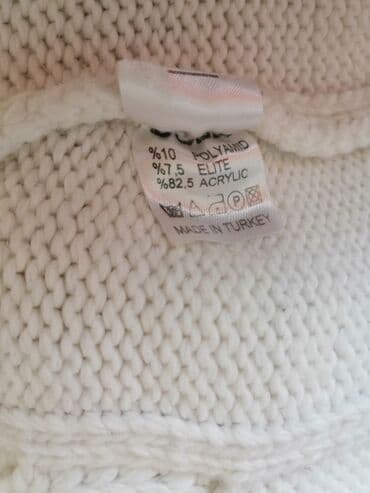 %10 POLYAMID
%7,5 ELITE
%82,5 ACRYLIC
P
MADE IN TURKEY